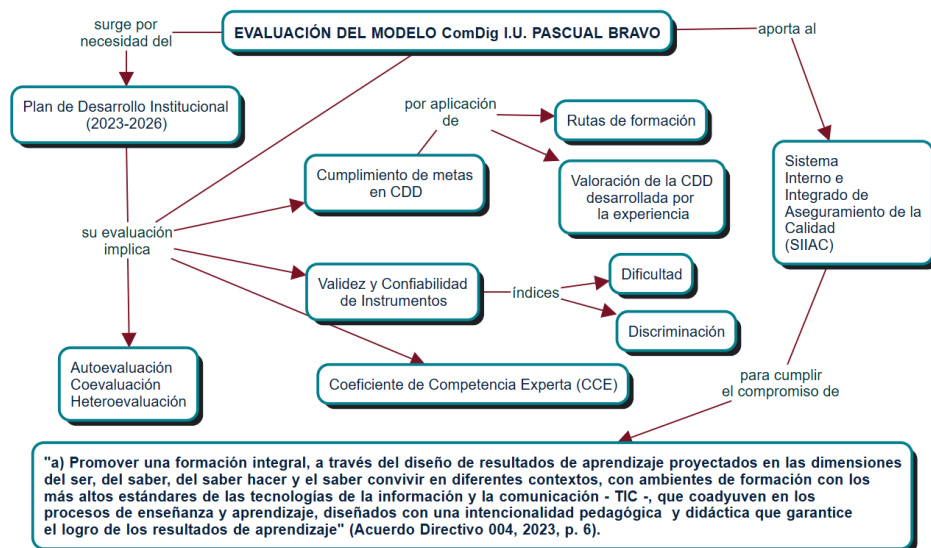 EVALUACIÓN DEL MODELO ComDig I.U. PASCUAL BRAVO
surge por
necesidad del
aporta al
Plan de Desarrollo Institucional
(2023-2026)
por aplicación
de
Rutas de formación
Cumplimiento de metas
en CDD
Valoración de la CDD
desarrollada por
la experiencia
Sistema
Interno e
Integrado de
Aseguramiento de la
Calidad
(SIIAC)
su evaluación
implica
Validez y Confiabilidad
de Instrumentos
índices
Dificultad
Discriminación
Autoevaluación
Coevaluación
Heteroevaluación
Coeficiente de Competencia Experta (CCE)
para cumplir
el compromiso de
"a) Promover una formación integral, a través del diseño de resultados de aprendizaje proyectados en las dimensiones
del ser, del saber, del saber hacer y el saber convivir en diferentes contextos, con ambientes de formación con los
más altos estándares de las tecnologías de la información y la comunicación - TIC -, que coadyuven en los
procesos de enseñanza y aprendizaje, diseñados con una intencionalidad pedagógica y didáctica que garantice
el logro de los resultados de aprendizaje" (Acuerdo Directivo 004, 2023, p. 6).